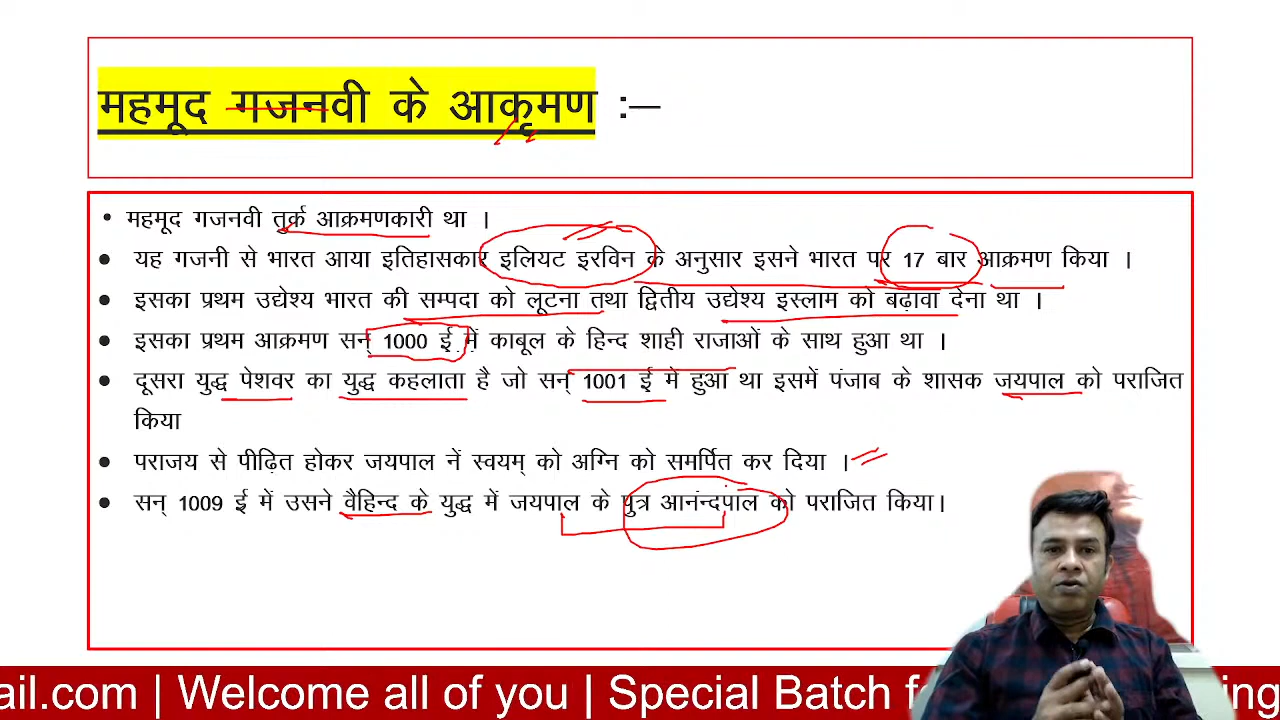 महमूद गजनवी के आकृमण :—
• महमूद गजनवी तुर्क्र आक्रमणकारी था ।
● यह गजनी से भारत आया इतिहासकार इलियट इरविन के अनुसार इसने भारत पर 17 बार आक्रमण किया ।
● इसका प्रथम उद्येश्य भारत की सम्पदा को लूटना तथा द्वितीय उद्येश्य इस्लाम को बढ़ावा देना था ।
● इसका प्रथम आक्रमण सन् 1000 ई में काबूल के हिन्द शाही राजाओं के साथ हुआ था ।
● दूसरा युद्ध पेशवर का युद्ध कहलाता है जो सन् 1001 ई मे हुआ था इसमें पंजाब के शासक जयपाल को पराजित
किया
● पराजय से पीढ़ित होकर जयपाल नें स्वयम् को अग्नि को समर्पित कर दिया ।
● सन् 1009 ई में उसने वैहिन्द के युद्ध में जयपाल के पुत्र आनंन्दपाल को पराजित किया।
ail.com | Welcome all of you | Special Batch f ing